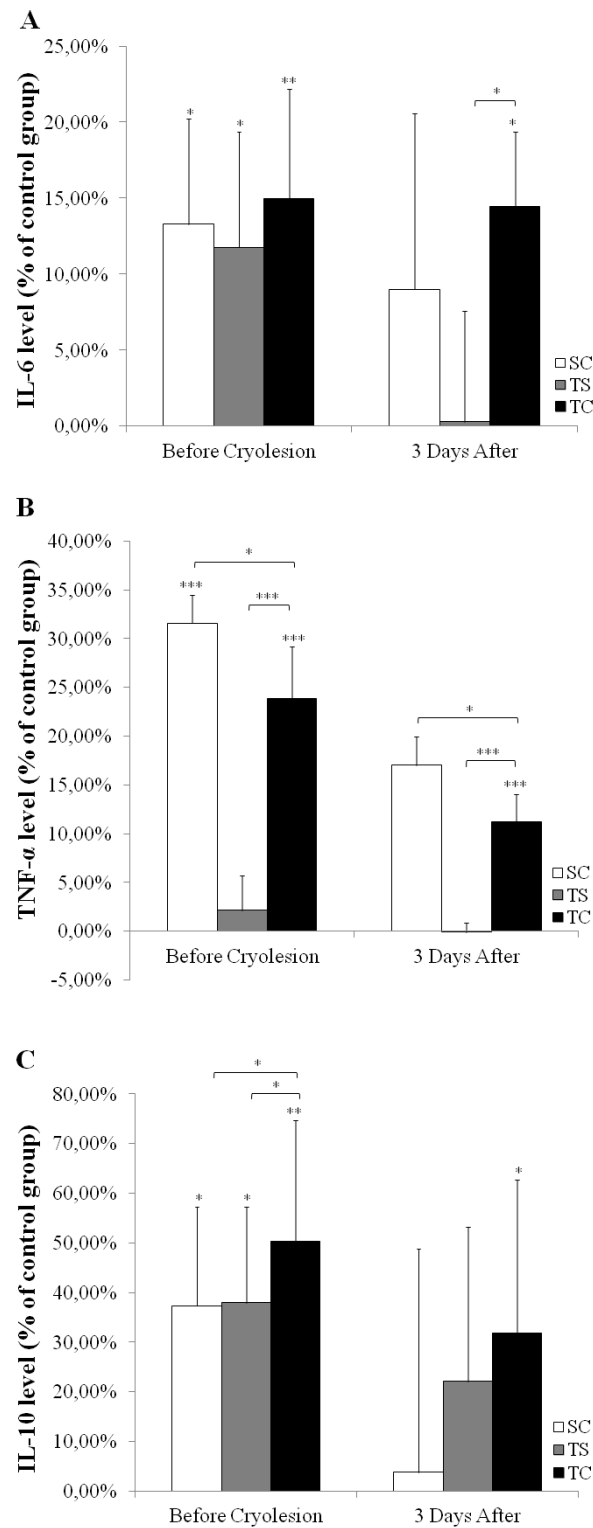 A
IL-6 level (% of control group)
25,00%
20,00%
15,00%
10,00%
5,00%
0,00%
* * ** * *
SC
TS
TC
Before Cryolesion 3 Days After
B
TNF-α level (% of control group)
40,00%
35,00%
30,00%
25,00%
20,00%
15,00%
10,00%
5,00%
0,00%
-5,00%
* *** *** *** * *** ***
SC
TS
TC
Before Cryolesion 3 Days After
C
IL-10 level (% of control group)
80,00%
70,00%
60,00%
50,00%
40,00%
30,00%
20,00%
10,00%
0,00%
* * ** * * *
SC
TS
TC
Before Cryolesion 3 Days After